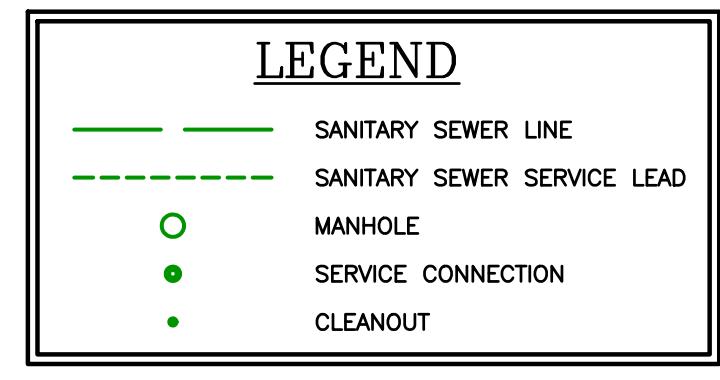 LEGEND
SANITARY SEWER LINE
SANITARY SEWER SERVICE LEAD
MANHOLE
SERVICE CONNECTION
CLEANOUT